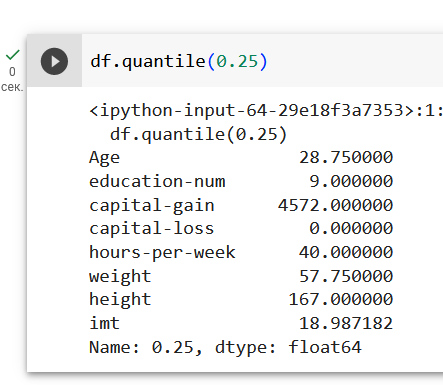 0
сек.
df.quantile(0.25)
<ipython-input-64-29e18f3a7353>:1:
df.quantile(0.25)
Age 28.750000
education-num 9.000000
capital-gain 4572.000000
capital-loss 0.000000
hours-per-week 40.000000
weight 57.750000
height 167.000000
imt 18.987182
Name: 0.25, dtype: float64